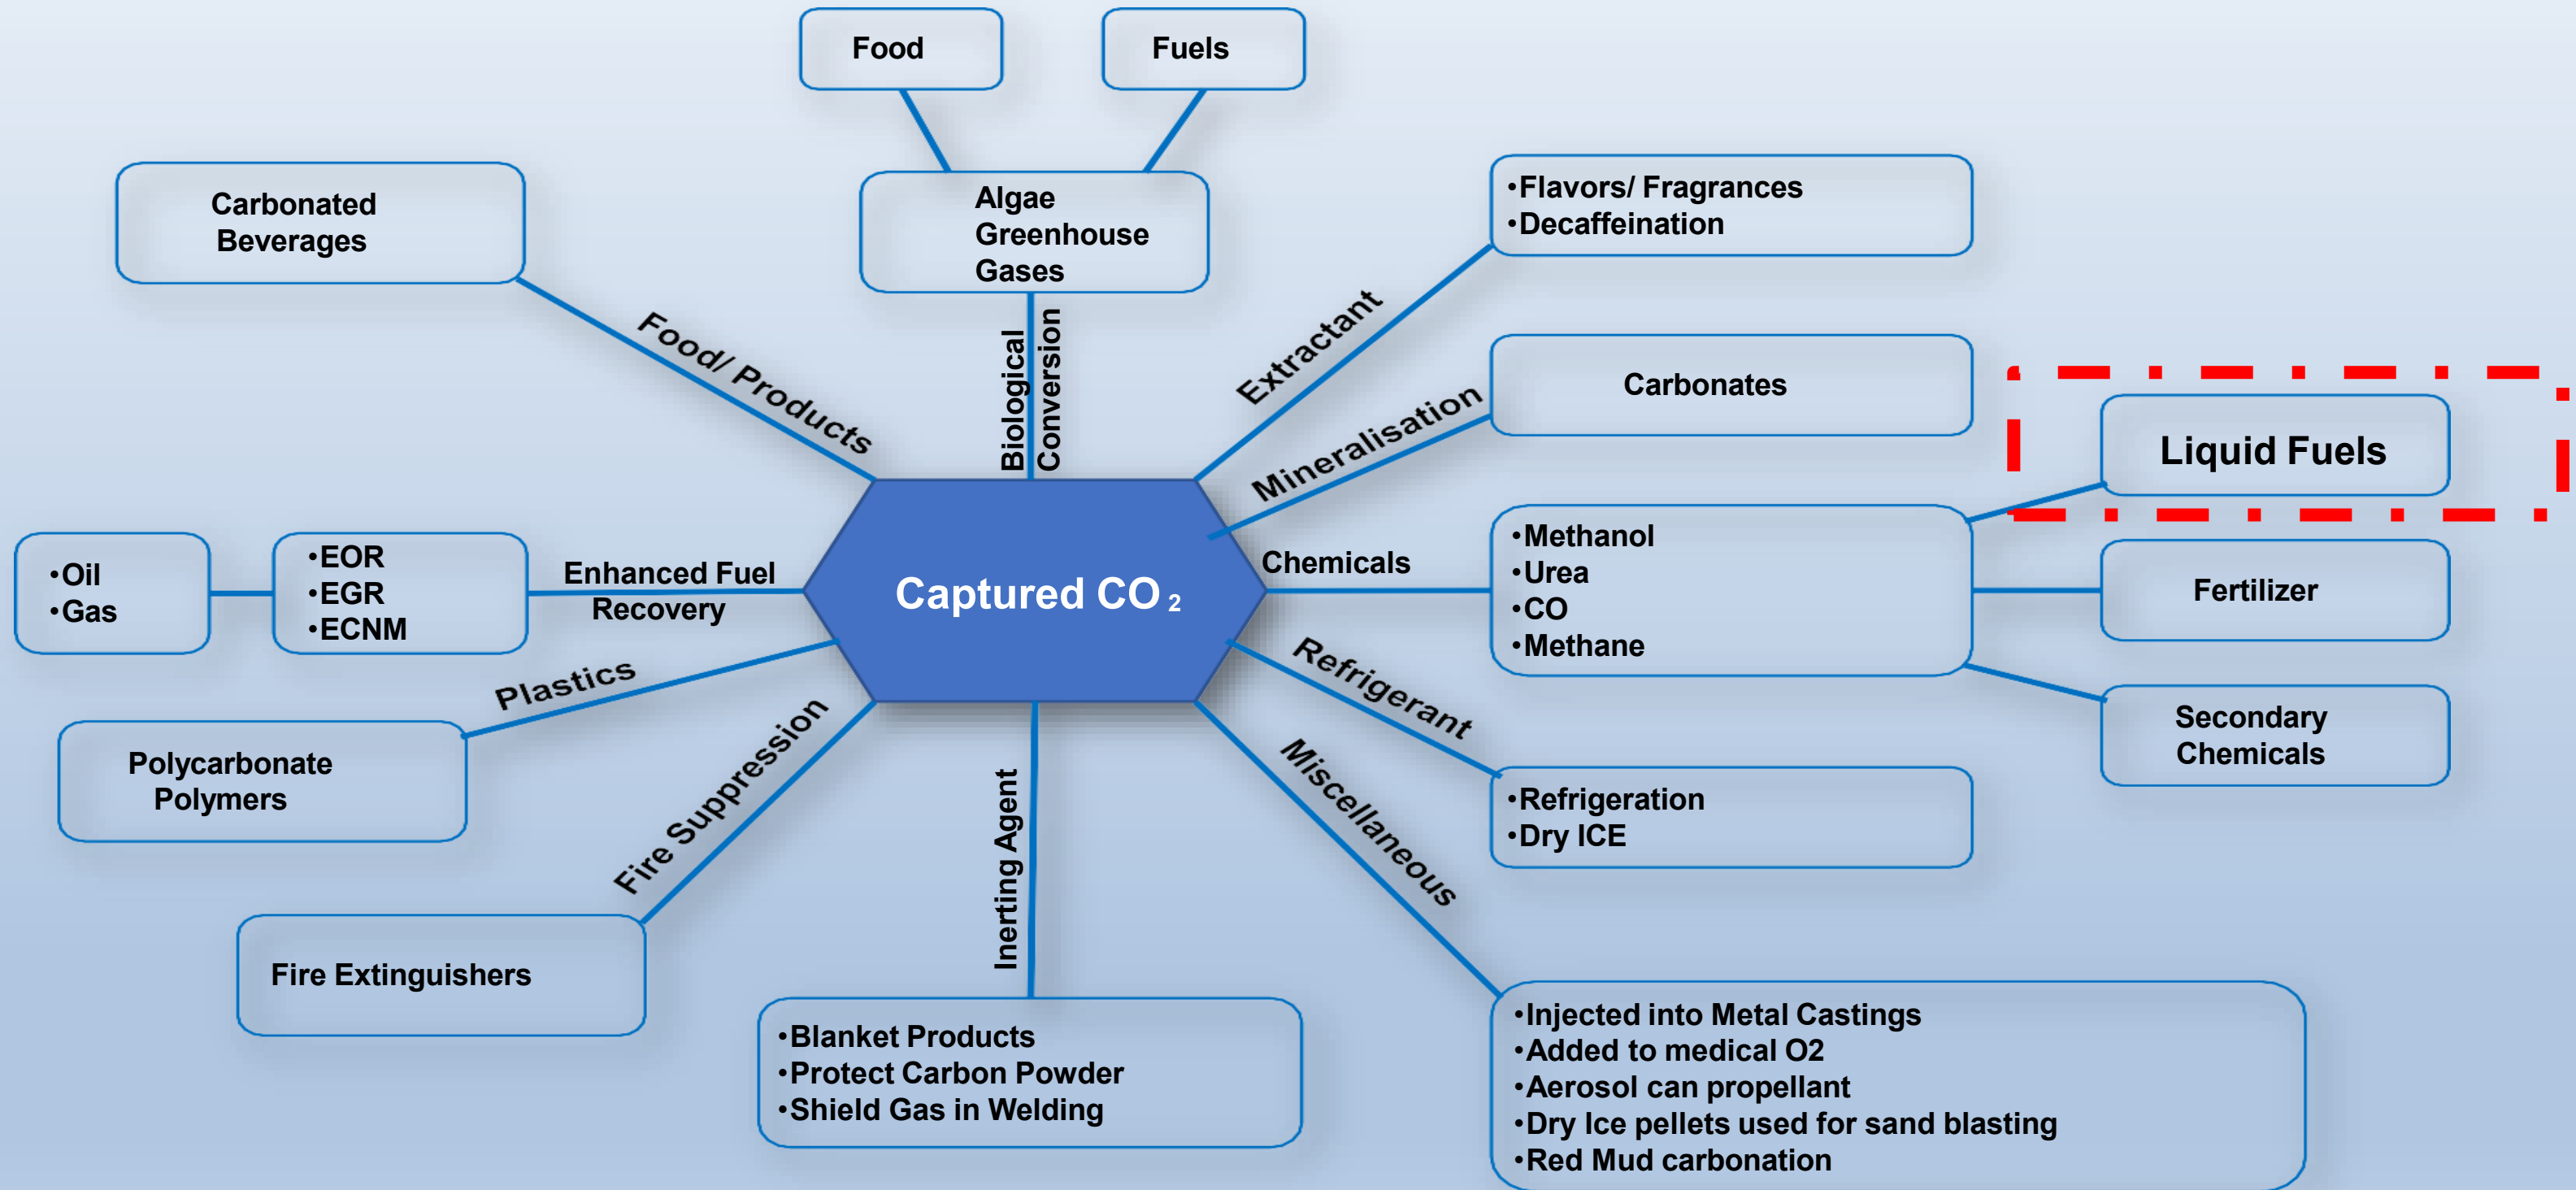 Food
Fuels
Carbonated
Beverages
Algae
Greenhouse
Gases
•Flavors/ Fragrances
•Decaffeination
Food/ Products
Biological
Conversion
Extractant
Mineralisation
Carbonates
Liquid Fuels
•Oil
•Gas
•EOR
•EGR
•ECNM
Enhanced Fuel
Recovery
Captured CO 2
Chemicals
•Methanol
•Urea
•CO
•Methane
Fertilizer
Secondary
Chemicals
Plastics
Polycarbonate
Polymers
Fire Suppression
Fire Extinguishers
Inerting Agent
•Blanket Products
•Protect Carbon Powder
•Shield Gas in Welding
Refrigerant
•Refrigeration
•Dry ICE
Miscellaneous
•Injected into Metal Castings
•Added to medical O2
•Aerosol can propellant
•Dry Ice pellets used for sand blasting
•Red Mud carbonation